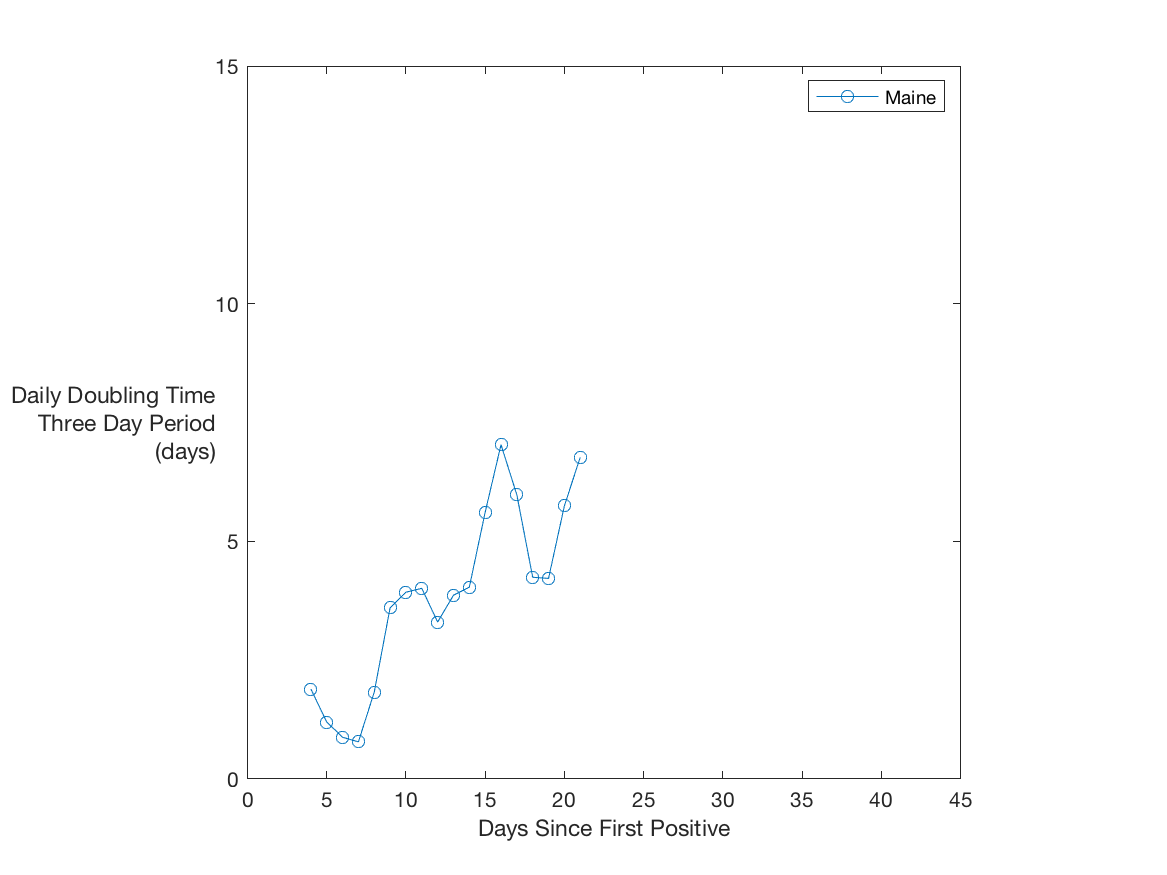 15
Maine
10
Daily Doubling Time
Three Day Period
(days)
5
0
0 5 10 15 20 25 30 35 40 45
Days Since First Positive